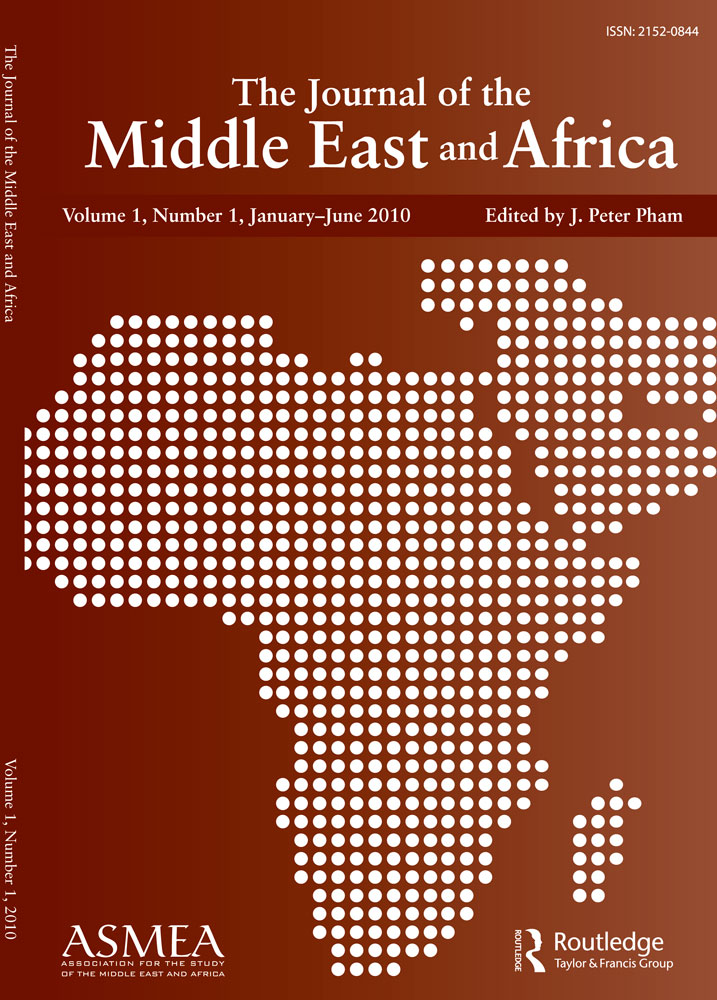 ISSN: 2152-0844
The Journal of the Middle East and Africa
The Journal of the
Middle East and Africa
Volume 1, Number 1, January–June 2010
Edited by J. Peter Pham
Volume 1, Number 1, 2010
ASMEA
ASSOCIATION FOR THE STUDY
OF THE MIDDLE EAST AND AFRICA
ROUTLEDGE
Routledge
Taylor & Francis Group